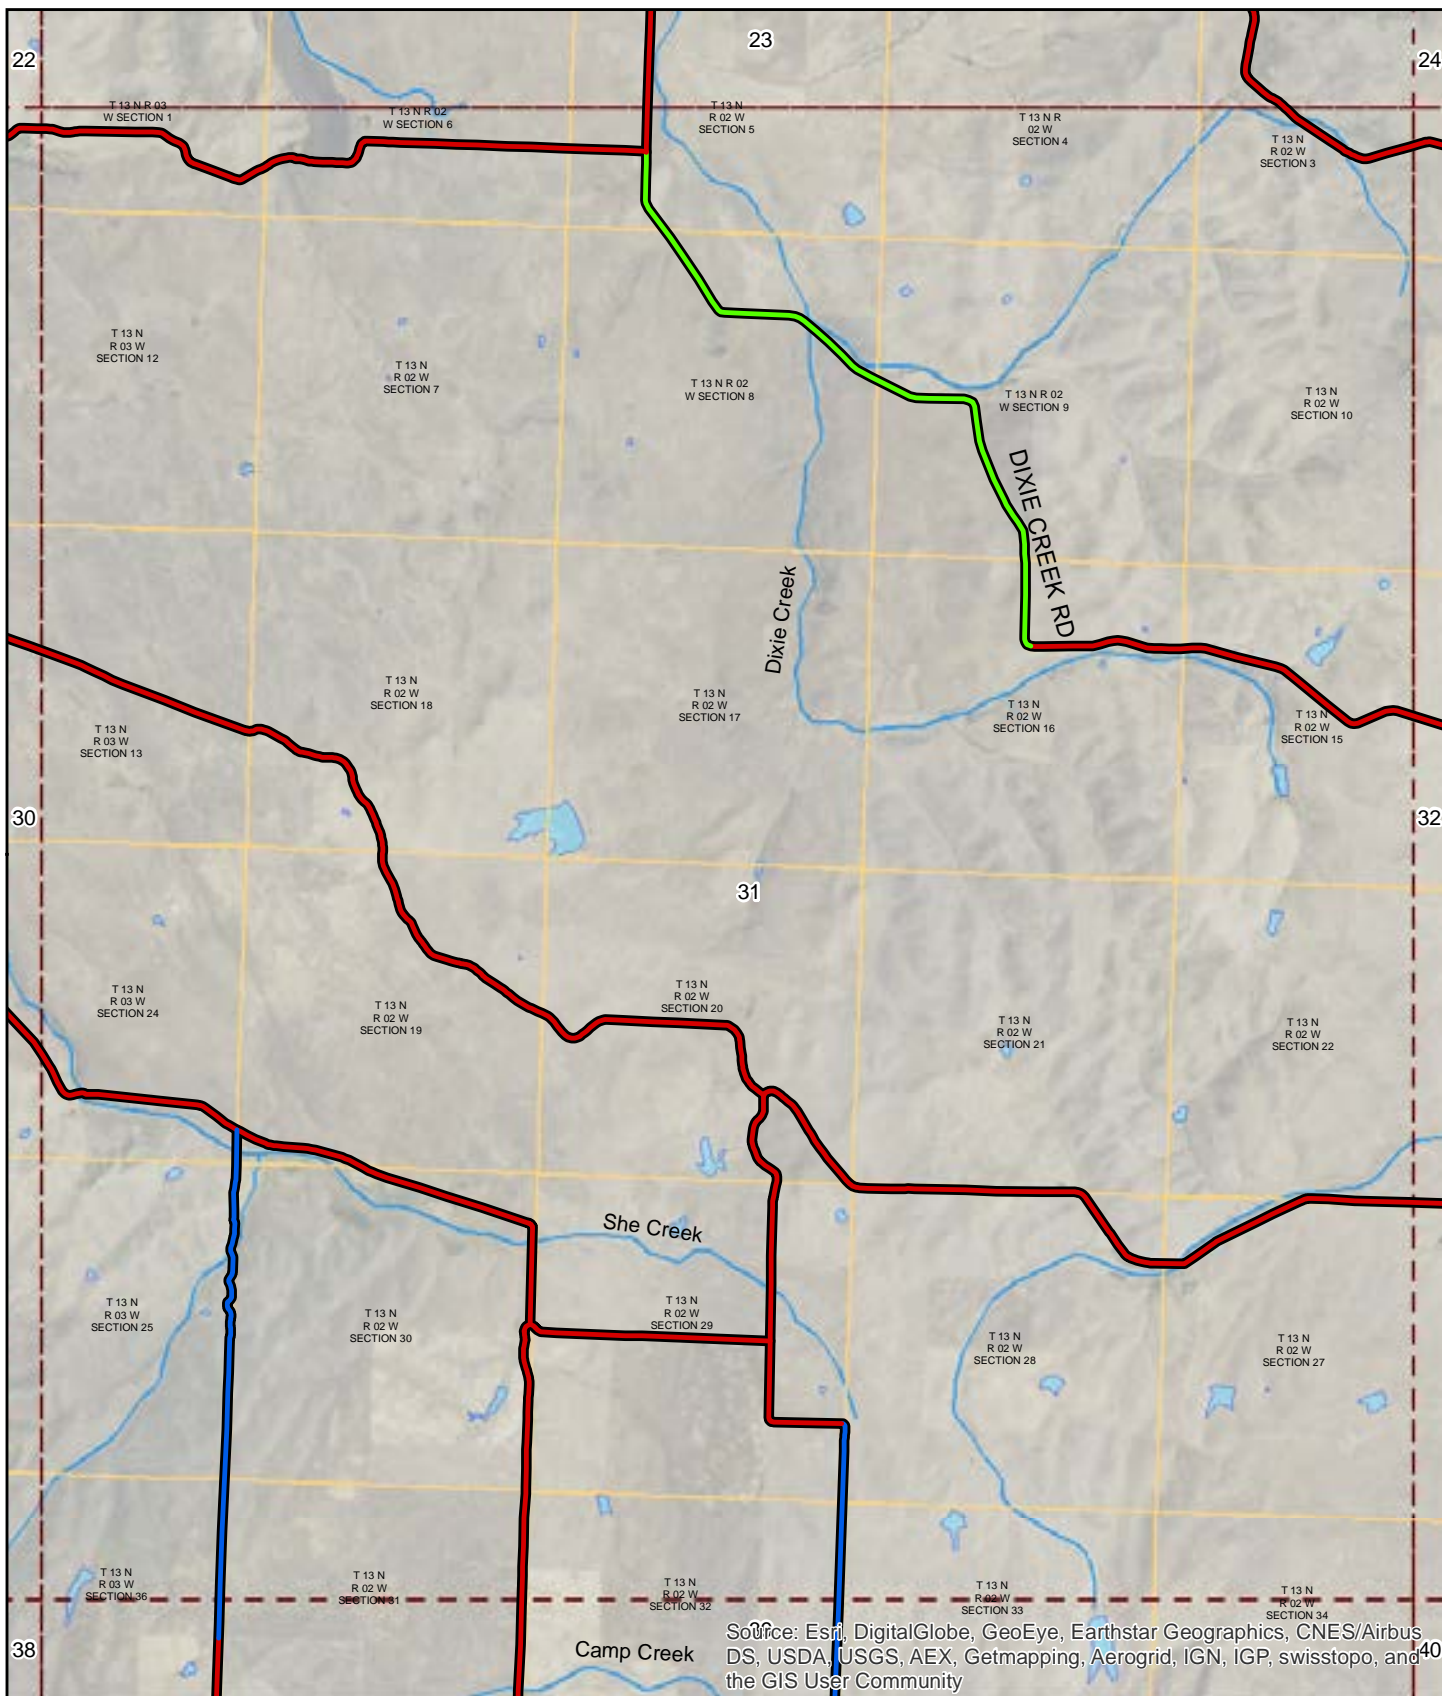 22
23
24
T 13 N R 03
W SECTION 1
T 13 N R 02
W SECTION 6
T 13 N
R 02 W
SECTION 5
T 13 N R
02 W
SECTION 4
T 13 N
R 02 W
SECTION 3
T 13 N
R 03 W
SECTION 12
T 13 N
R 02 W
SECTION 7
T 13 N R 02
W SECTION 8
T 13 N R 02
W SECTION 9
T 13 N
R 02 W
SECTION 10
DIXIE CREEK RD
Dixie Creek
T 13 N
R 03 W
SECTION 13
T 13 N
R 02 W
SECTION 18
T 13 N
R 02 W
SECTION 17
T 13 N
R 02 W
SECTION 16
T 13 N
R 02 W
SECTION 15
30
31
32
T 13 N
R 03 W
SECTION 24
T 13 N
R 02 W
SECTION 19
T 13 N
R 02 W
SECTION 20
T 13 N
R 02 W
SECTION 21
T 13 N
R 02 W
SECTION 22
She Creek
T 13 N
R 03 W
SECTION 25
T 13 N
R 02 W
SECTION 30
T 13 N
R 02 W
SECTION 29
T 13 N
R 02 W
SECTION 28
T 13 N
R 02 W
SECTION 27
T 13 N
R 03 W
SECTION 36
T 13 N
R 02 W
SECTION 31
T 13 N
R 02 W
SECTION 32
T 13 N
R 02 W
SECTION 33
T 13 N
R 02 W
SECTION 34
38
Camp Creek
40
Source: Esri, DigitalGlobe, GeoEye, Earthstar Geographics, CNES/Airbus
DS, USDA, USGS, AEX, Getmapping, Aerogrid, IGN, IGP, swisstopo, and
the GIS User Community